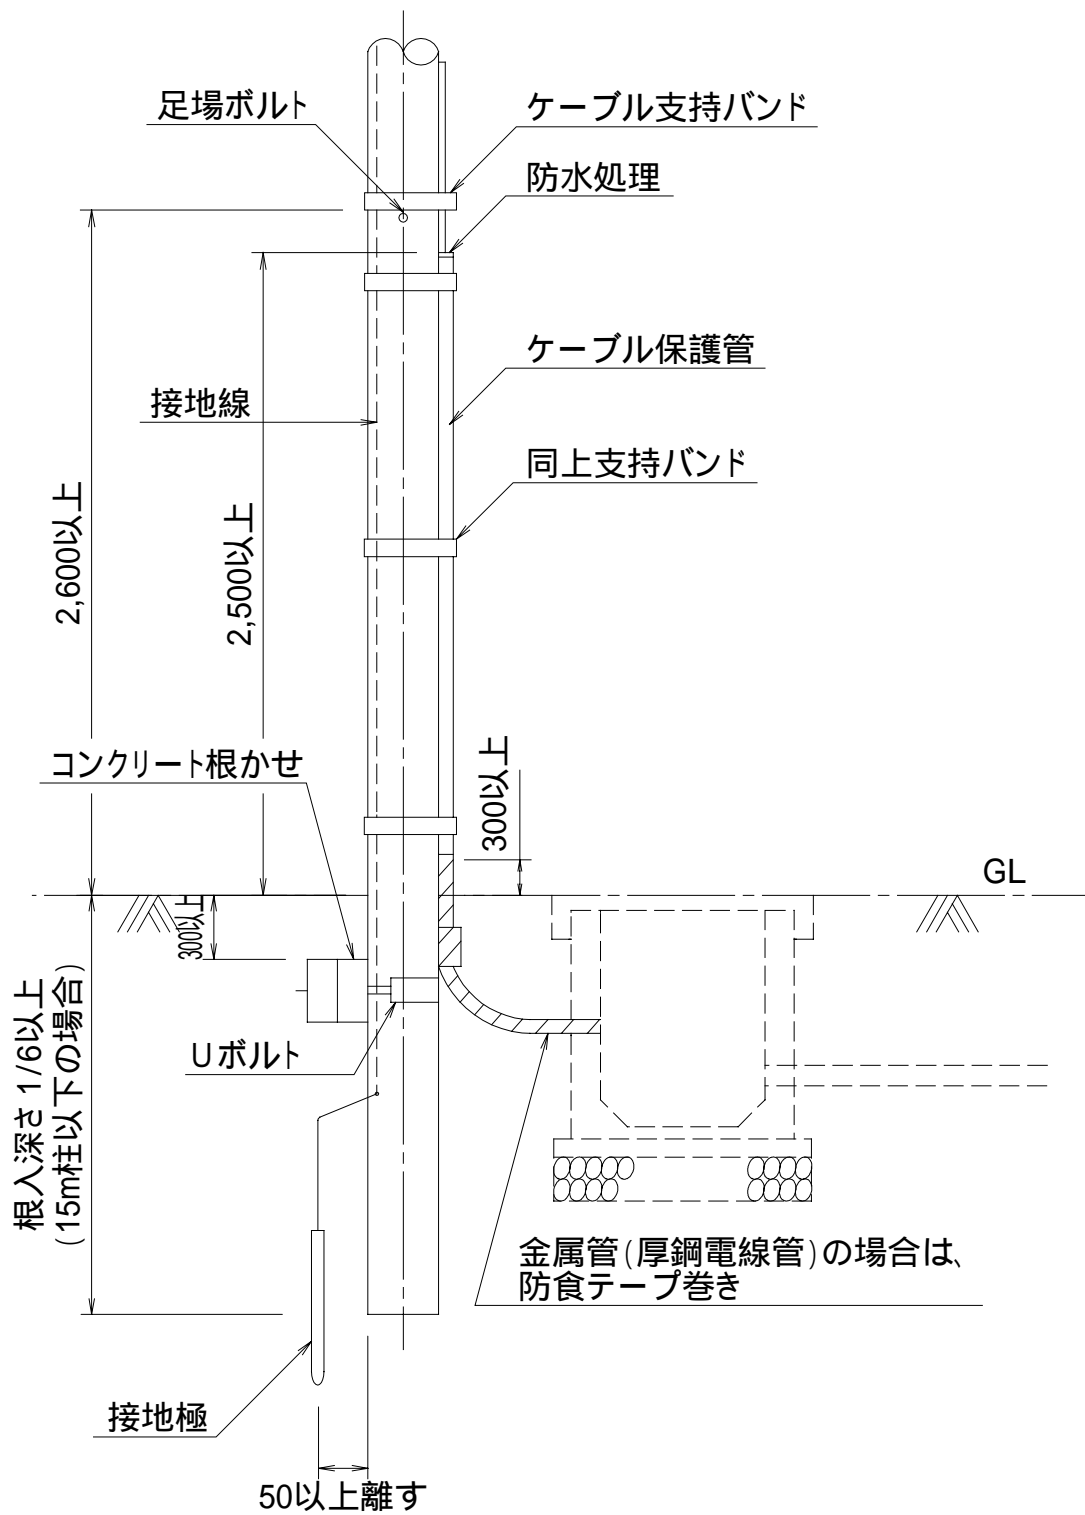 足場ボルト
ケーブル支持バンド
防水処理
ケーブル保護管
接地線
同上支持バンド
2,600以上
2,500以上
コンクリート根かせ
300以上
GL
300以上
根入深さ 1/6以上
(15m柱以下の場合)
Uボルト
金属管(厚鋼電線管)の場合は、
防食テープ巻き
接地極
50以上離す